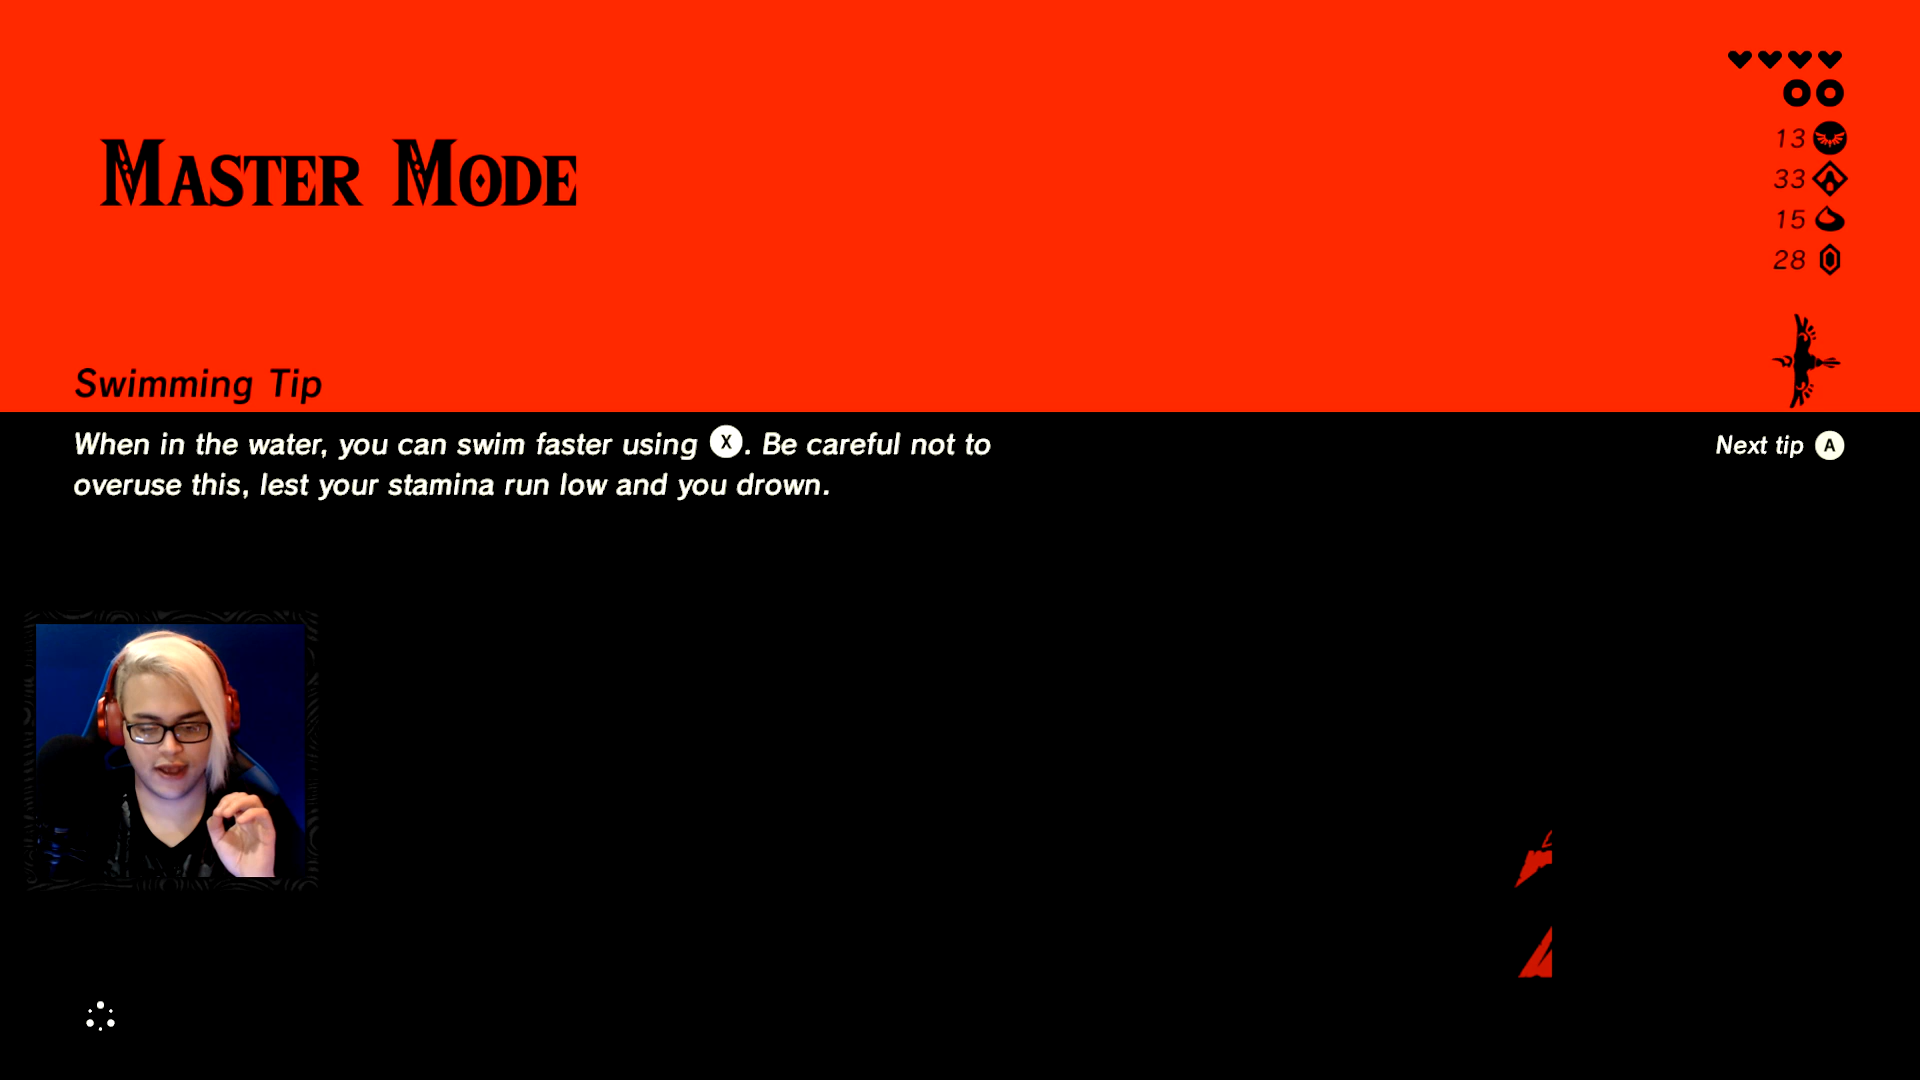 Master Mode
13
33
15
28
Swimming Tip
When in the water, you can swim faster using X. Be careful not to
overuse this, lest your stamina run low and you drown.
Next tip A